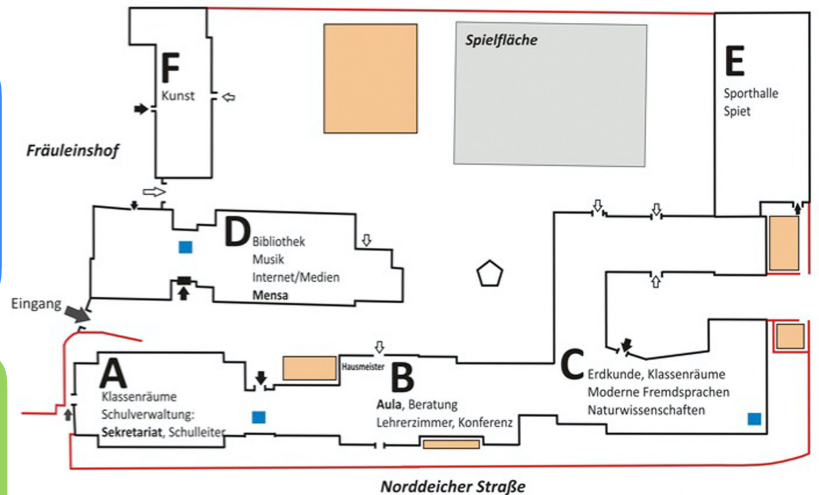 F
Kunst
Spielfläche
E
Sporthalle
Spiet
Fräuleinshof
D
Bibliothek
Musik
Internet/Medien
Mensa
Eingang
A
Klassenräume
Schulverwaltung:
Sekretariat, Schulleiter
Hausmeister
B
Aula, Beratung
Lehrerzimmer, Konferenz
C
Erdkunde, Klassenräume
Moderne Fremdsprachen
Naturwissenschaften
Norddeicher Straße